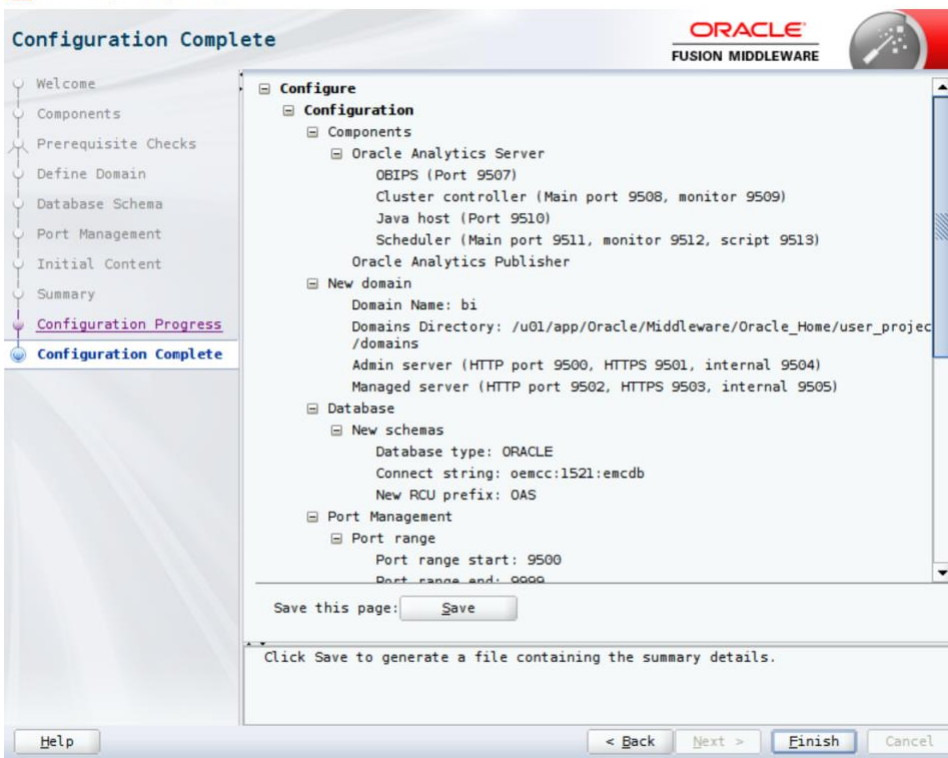 Configuration Complete
ORACLE
FUSION MIDDLEWARE
Welcome
Components
Prerequisite Checks
Define Domain
Database Schema
Port Management
Initial Content
Summary
Configuration Progress
Configuration Complete
Configure
Configuration
Components
Oracle Analytics Server
OBIPS (Port 9507)
Cluster controller (Main port 9508, monitor 9509)
Java host (Port 9510)
Scheduler (Main port 9511, monitor 9512, script 9513)
Oracle Analytics Publisher
New domain
Domain Name: bi
Domains Directory: /u01/app/Oracle/Middleware/Oracle_Home/user_projec
/domains
Admin server (HTTP port 9500, HTTPS 9501, internal 9504)
Managed server (HTTP port 9502, HTTPS 9503, internal 9505)
Database
New schemas
Database type: ORACLE
Connect string: oemcc:1521:emcdb
New RCU prefix: OAS
Port Management
Port range
Port range start: 9500
Port range end: 9999
Save this page: Save
Click Save to generate a file containing the summary details.
Help
< Back
Next >
Finish
Cancel